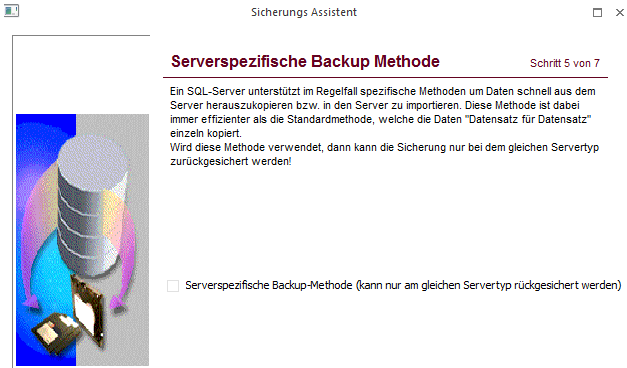 Sicherungs Assistent
Serverspezifische Backup Methode
Schritt 5 von 7
Ein SQL-Server unterstützt im Regelfall spezifische Methoden um Daten schnell aus dem
Server herauszukopieren bzw. in den Server zu importieren. Diese Methode ist dabei
immer effizienter als die Standardmethode, welche die Daten "Datensatz für Datensatz"
einzeln kopiert.
Wird diese Methode verwendet, dann kann die Sicherung nur bei dem gleichen Servertyp
zurückgesichert werden!
Serverspezifische Backup-Methode (kann nur am gleichen Servertyp rückgesichert werden)